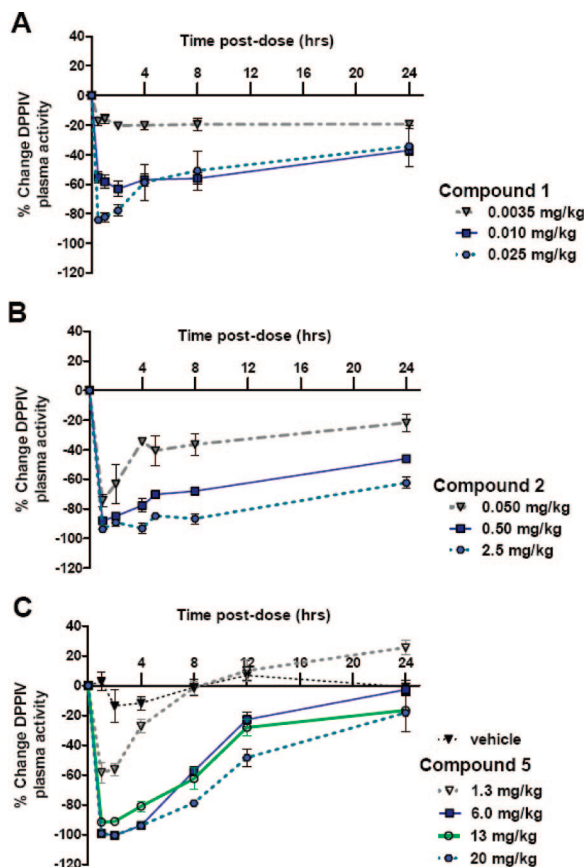 A
Time post-dose (hrs)
4 8 12 16 20 24
40
20
0
-20
-40
-60
-80
-100
-120
% Change DPPIV
plasma activity
Compound 1
0.0035 mg/kg
0.010 mg/kg
0.025 mg/kg
B
Time post-dose (hrs)
4 8 12 16 20 24
40
20
0
-20
-40
-60
-80
-100
-120
% Change DPPIV
plasma activity
Compound 2
0.050 mg/kg
0.50 mg/kg
2.5 mg/kg
C
Time post-dose (hrs)
4 8 12 16 20 24
40
20
0
-20
-40
-60
-80
-100
-120
% Change DPPIV
plasma activity
vehicle
Compound 5
1.3 mg/kg
6.0 mg/kg
13 mg/kg
20 mg/kg